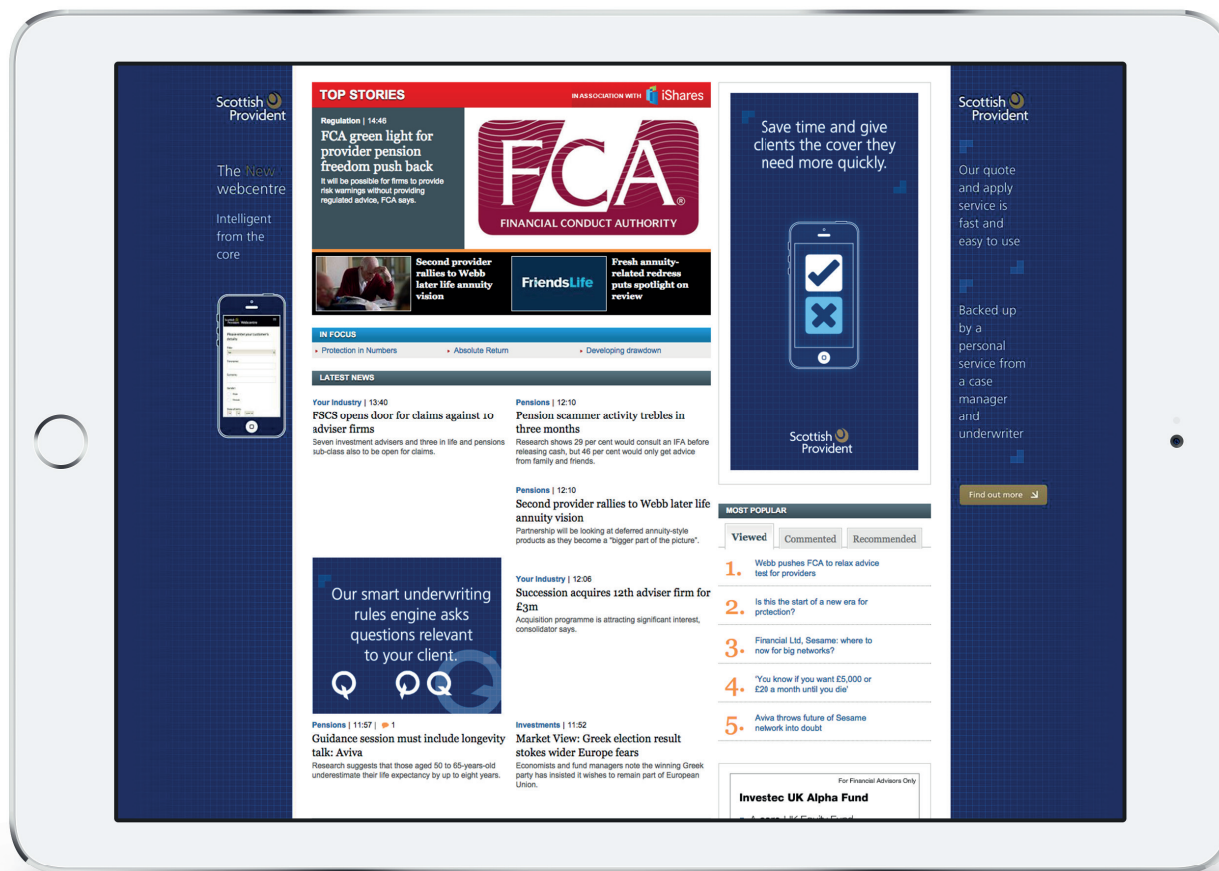 Scottish
Provident
The New
webcentre
Intelligent
from the
core
TOP STORIES
IN ASSOCIATION WITH iShares
Regulation | 14:46
FCA green light for
provider pension
freedom push back
It will be possible for firms to provide
risk warnings without providing
regulated advice, FCA says.
FCA®
FINANCIAL CONDUCT AUTHORITY
Second provider
rallies to Webb
later life annuity
vision
FriendsLife
Fresh annuity-
related redress
puts spotlight on
review
IN FOCUS
Protection in Numbers
Absolute Return
Developing drawdown
LATEST NEWS
Your Industry | 13:40
FSCS opens door for claims against 10
adviser firms
Seven investment advisers and three in life and pensions
sub-class also to be open for claims.
Pensions | 12:10
Pension scammer activity trebles in
three months
Research shows 29 per cent would consult an IFA before
releasing cash, but 46 per cent would only get advice
from family and friends.
Pensions | 12:10
Second provider rallies to Webb later life
annuity vision
Partnership will be looking at deferred annuity-style
products as they become a "bigger part of the picture".
Our smart underwriting
rules engine asks
questions relevant
to your client.
Q Q Q Q
Your Industry | 12:06
Succession acquires 12th adviser firm for
£3m
Acquisition programme is attracting significant interest,
consolidator says.
Pensions | 11:57 | 1
Guidance session must include longevity
talk: Aviva
Research suggests that those aged 50 to 65-years-old
underestimate their life expectancy by up to eight years.
Investments | 11:52
Market View: Greek election result
stokes wider Europe fears
Economists and fund managers note the winning Greek
party has insisted it wishes to remain part of European
Union.
Save time and give
clients the cover they
need more quickly.
Scottish
Provident
MOST POPULAR
Viewed
Commented
Recommended
1. Webb pushes FCA to relax advice
test for providers
2. Is this the start of a new era for
protection?
3. Financial Ltd, Sesame: where to
now for big networks?
4. 'You know if you want £5,000 or
£20 a month until you die'
5. Aviva throws future of Sesame
network into doubt
For Financial Advisors Only
Investec UK Alpha Fund
Scottish
Provident
Our quote
and apply
service is
fast and
easy to use
Backed up
by a
personal
service from
a case
manager
and
underwriter
Find out more